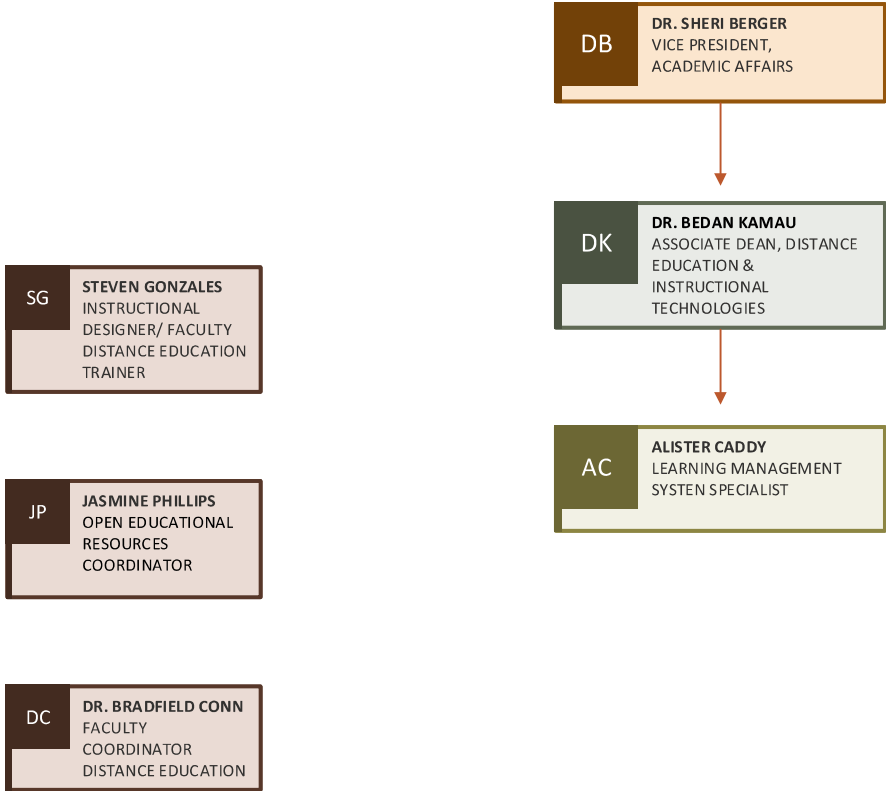 DB
DR. SHERI BERGER
VICE PRESIDENT,
ACADEMIC AFFAIRS
DK
DR. BEDAN KAMAU
ASSOCIATE DEAN, DISTANCE
EDUCATION &
INSTRUCTIONAL
TECHNOLOGIES
SG
STEVEN GONZALES
INSTRUCTIONAL
DESIGNER/ FACULTY
DISTANCE EDUCATION
TRAINER
AC
ALISTER CADDY
LEARNING MANAGEMENT
SYSTEN SPECIALIST
JP
JASMINE PHILLIPS
OPEN EDUCATIONAL
RESOURCES
COORDINATOR
DC
DR. BRADFIELD CONN
FACULTY
COORDINATOR
DISTANCE EDUCATION